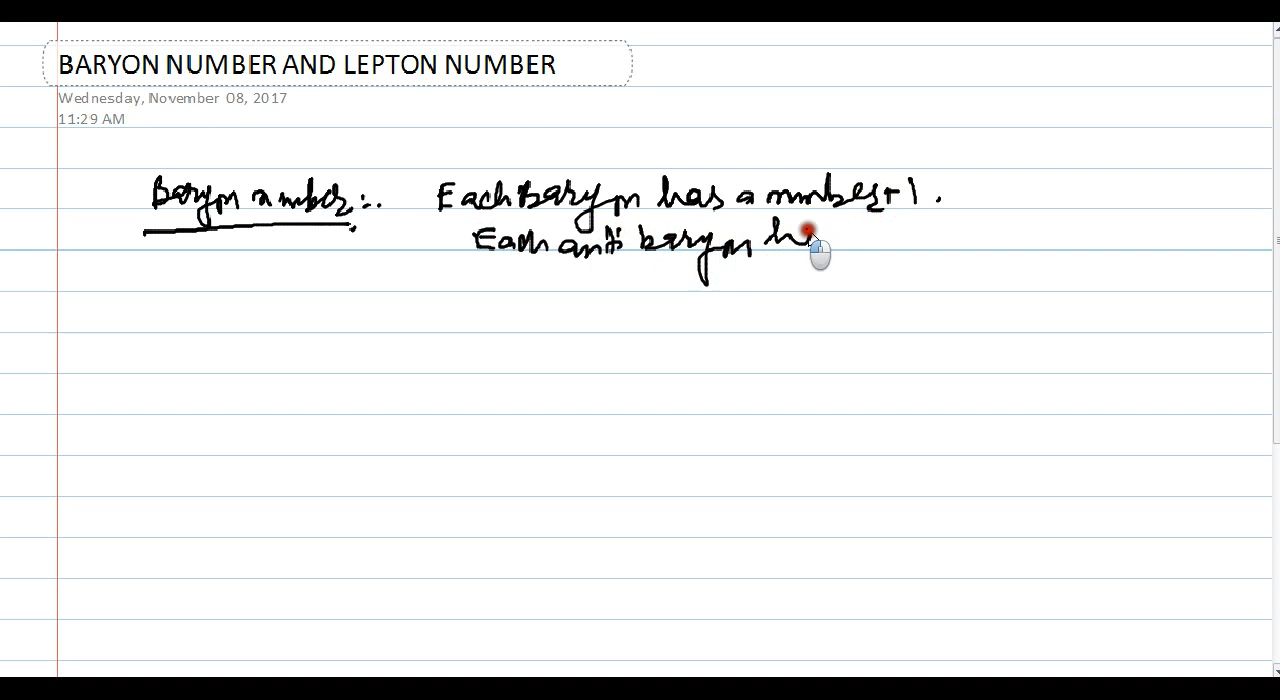 BARYON NUMBER AND LEPTON NUMBER
Wednesday, November 08, 2017
11:29 AM
Baryon number:. Each Baryon has a number +1.
Each anti baryon h